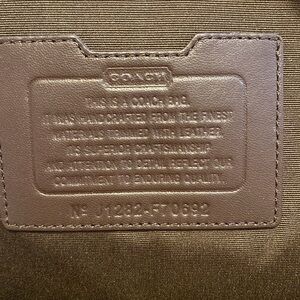 COACH
THIS IS A COACH BAG.
IT WAS HANDCRAFTED FROM THE FINEST
MATERIALS TRIMMED WITH LEATHER.
ITS SUPERIOR CRAFTSMANSHIP
AND ATTENTION TO DETAIL REFLECT OUR
COMMITMENT TO ENDURING QUALITY.
Nº J1282-F70692